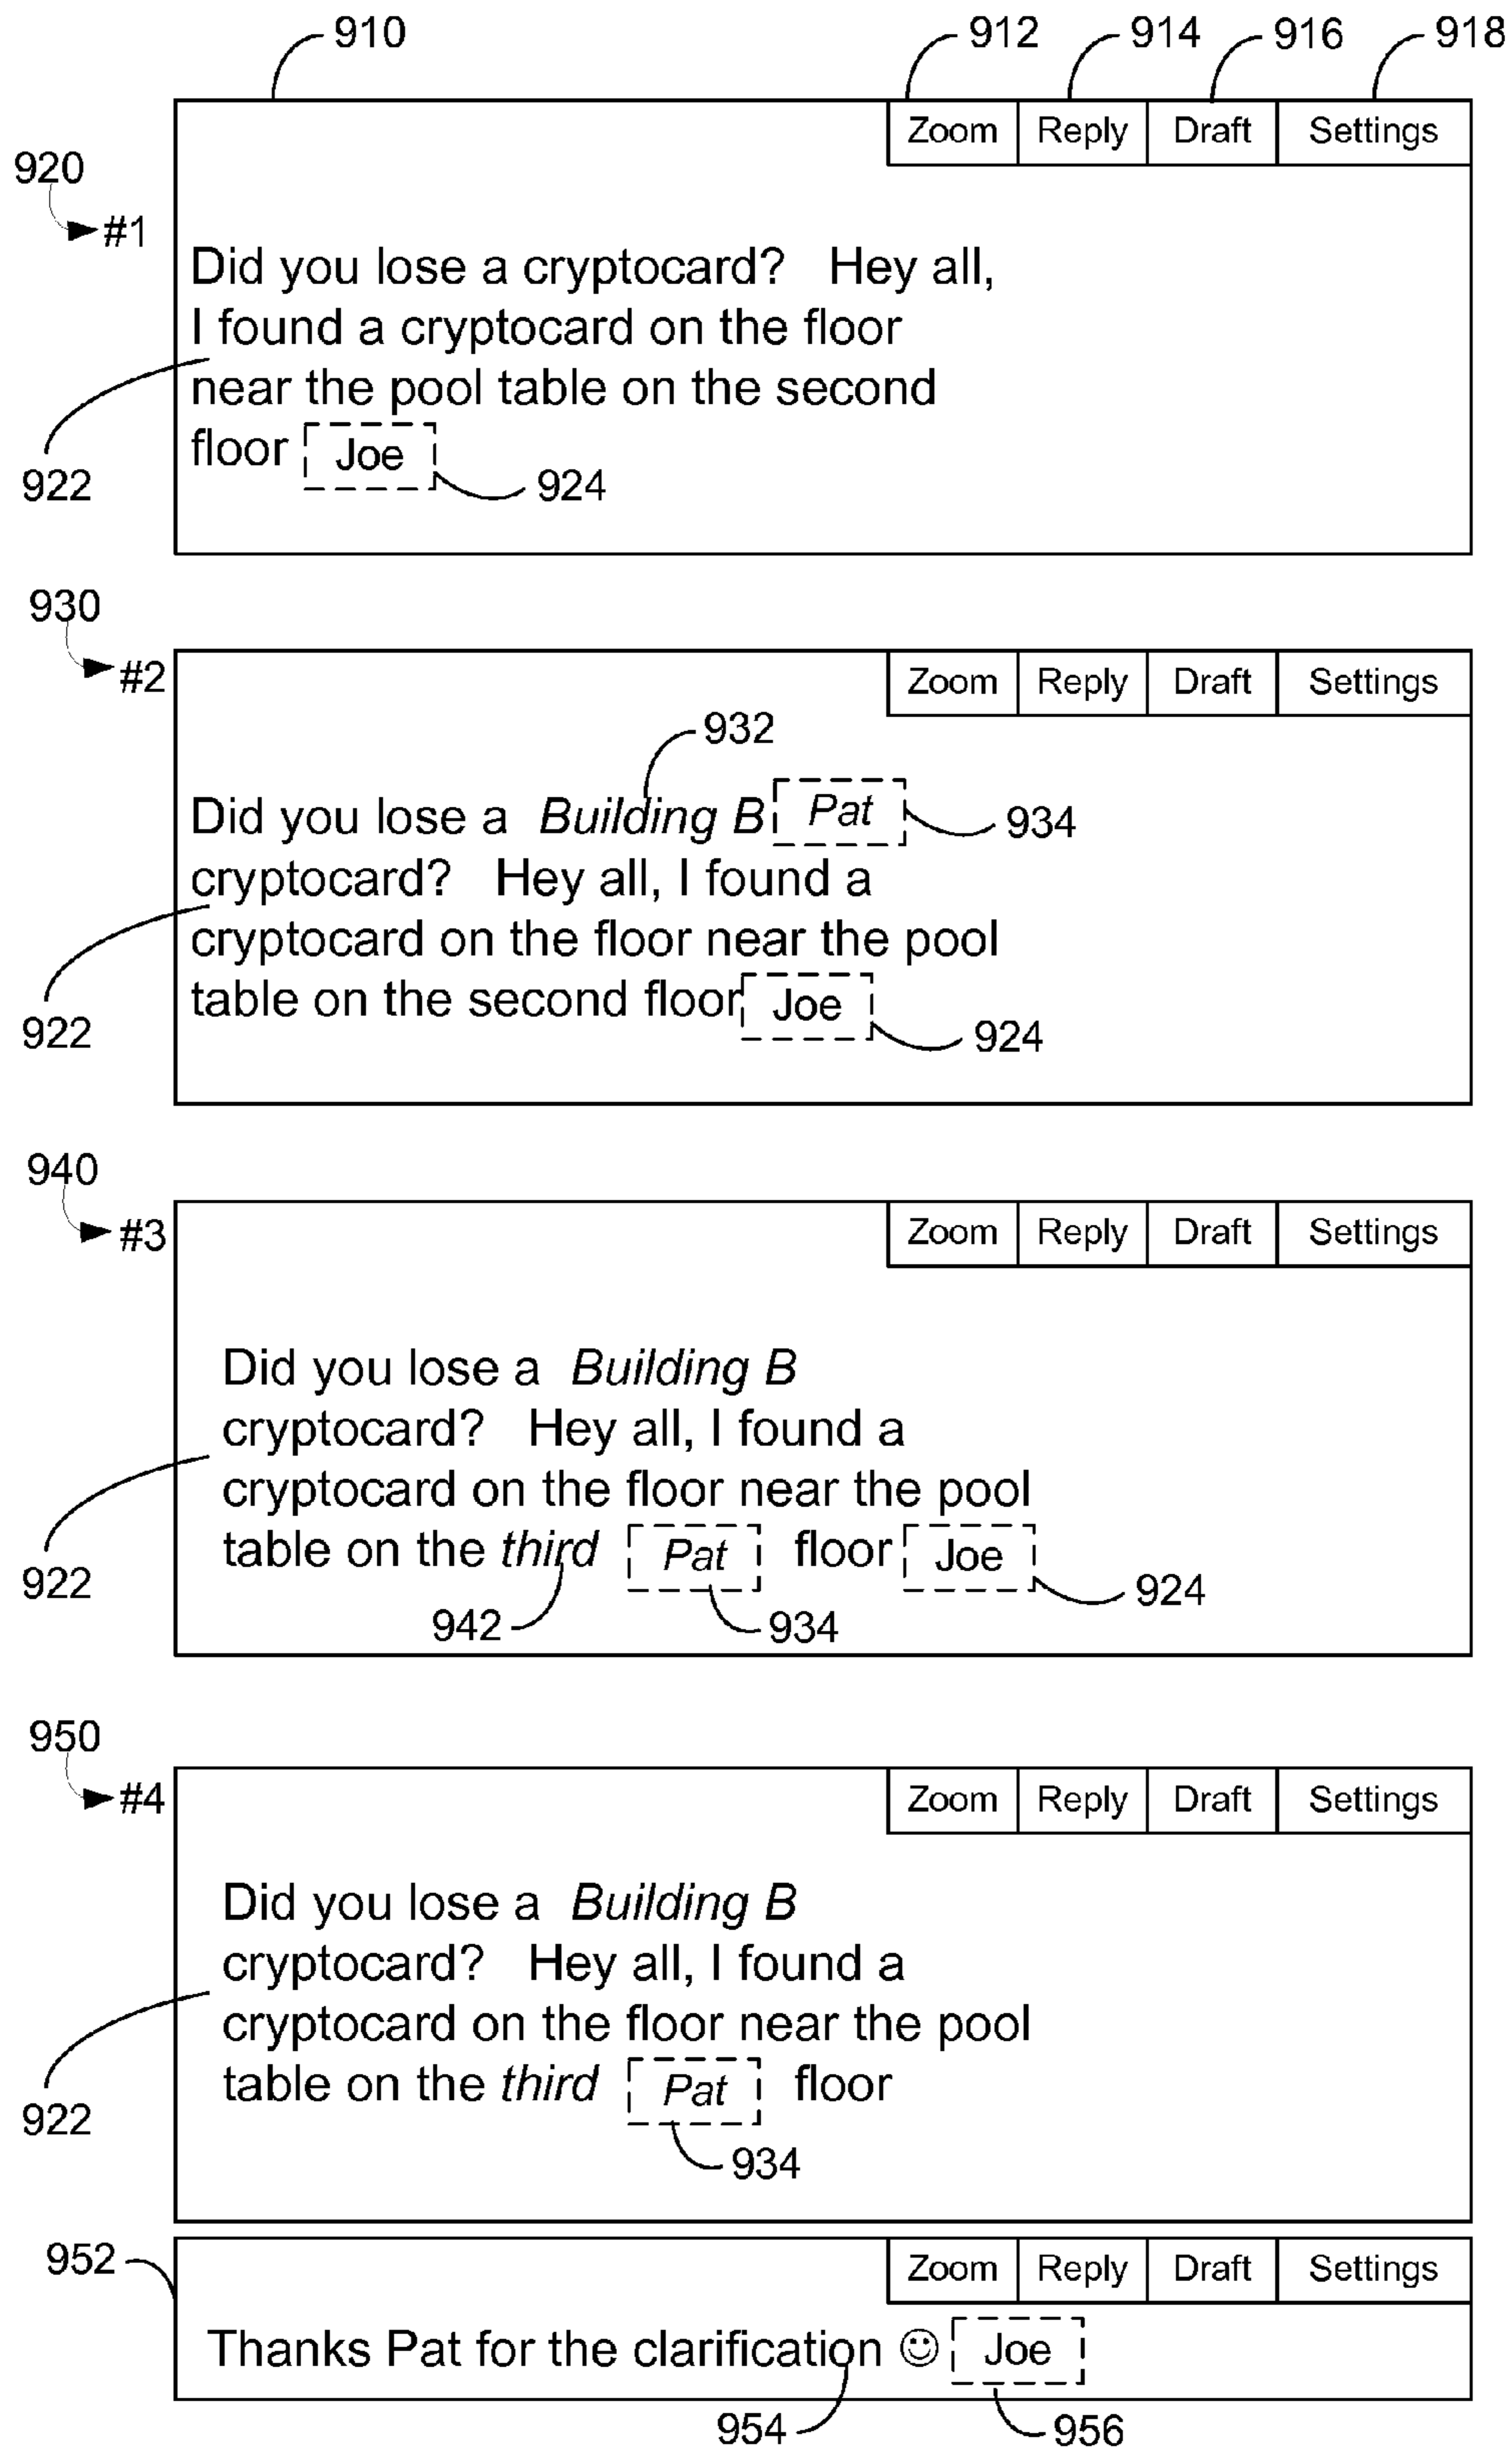 910 912 914 916 918
Zoom Reply Draft Settings
920
#1
Did you lose a cryptocard? Hey all,
I found a cryptocard on the floor
near the pool table on the second
floor Joe
922 924
930
#2
Zoom Reply Draft Settings
932
Did you lose a Building B Pat 934
cryptocard? Hey all, I found a
cryptocard on the floor near the pool
table on the second floor Joe
922 924
940
#3
Zoom Reply Draft Settings
Did you lose a Building B
cryptocard? Hey all, I found a
cryptocard on the floor near the pool
table on the third Pat floor Joe
922 924
942 934
950
#4
Zoom Reply Draft Settings
Did you lose a Building B
cryptocard? Hey all, I found a
cryptocard on the floor near the pool
table on the third Pat floor
922
934
952
Zoom Reply Draft Settings
Thanks Pat for the clarification ☺ Joe
954 956